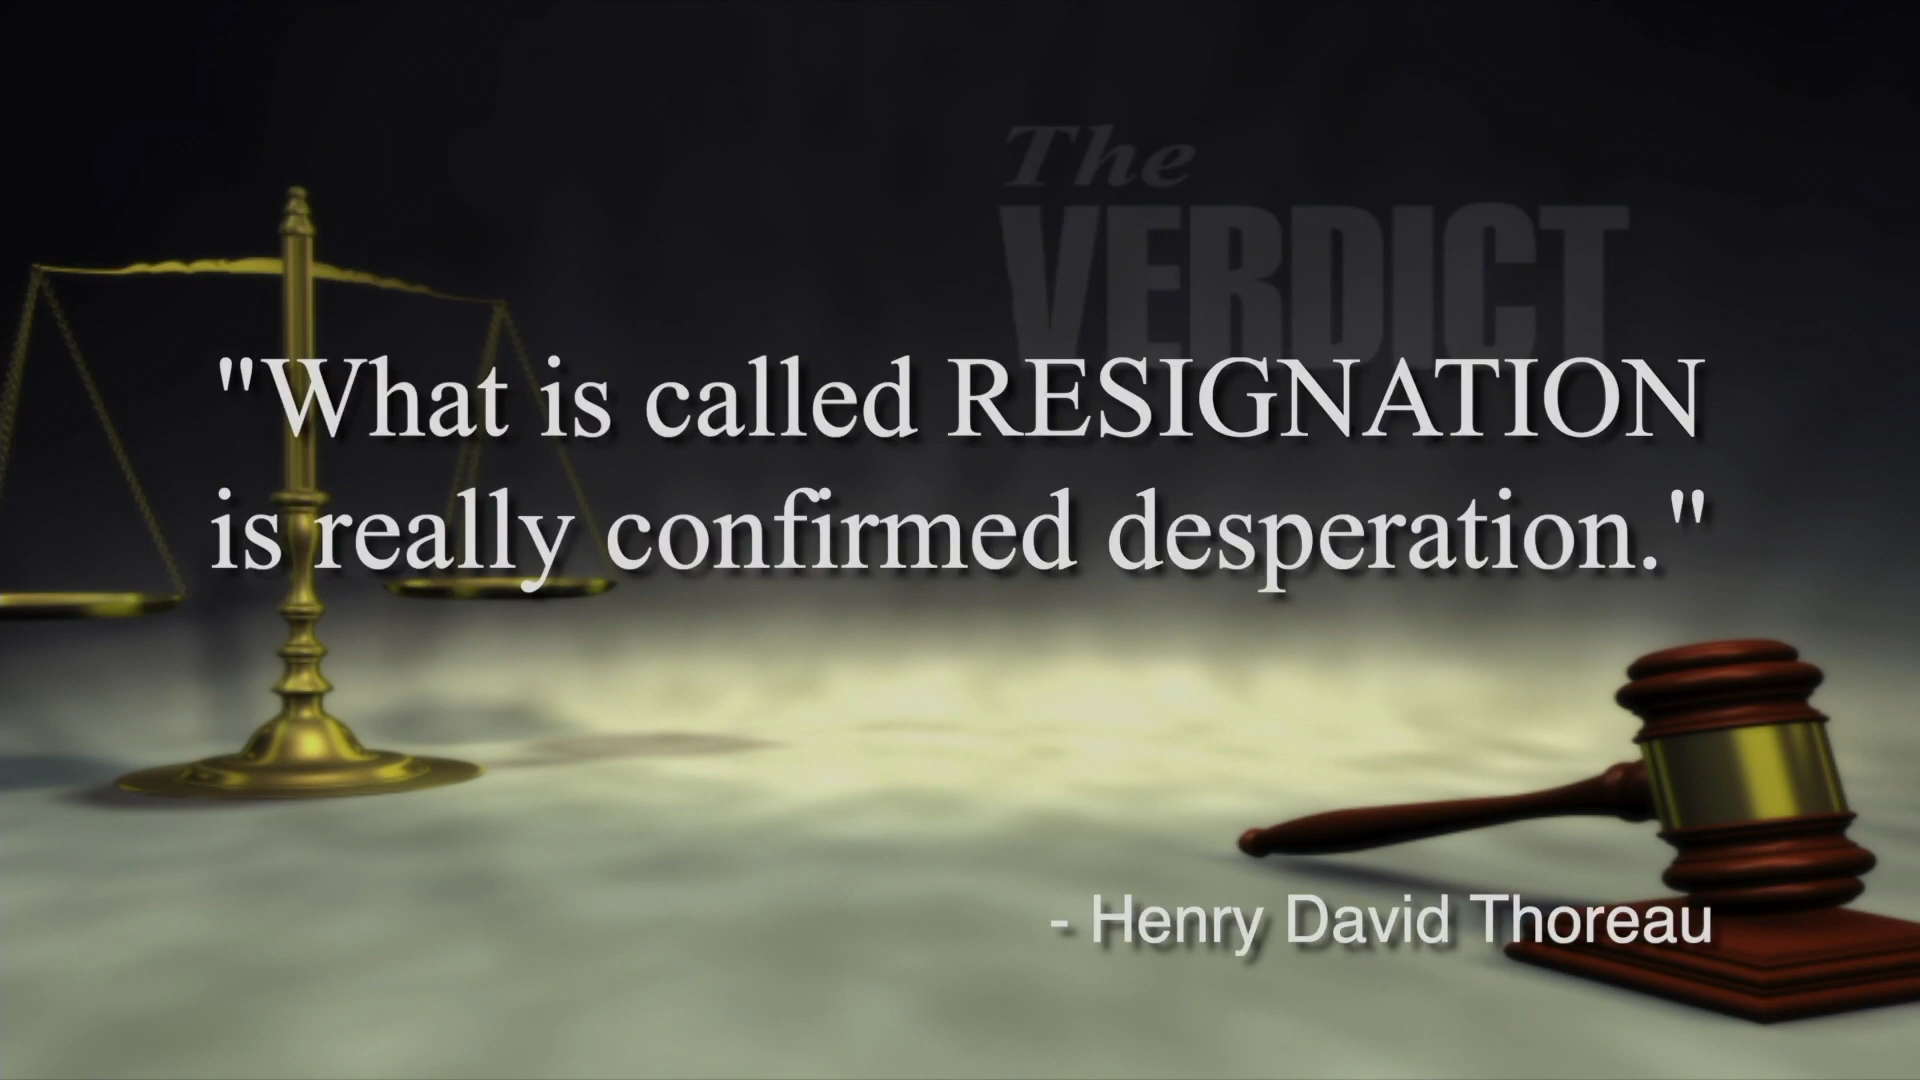 The
VERDICT
"What is called RESIGNATION
is really confirmed desperation."
- Henry David Thoreau